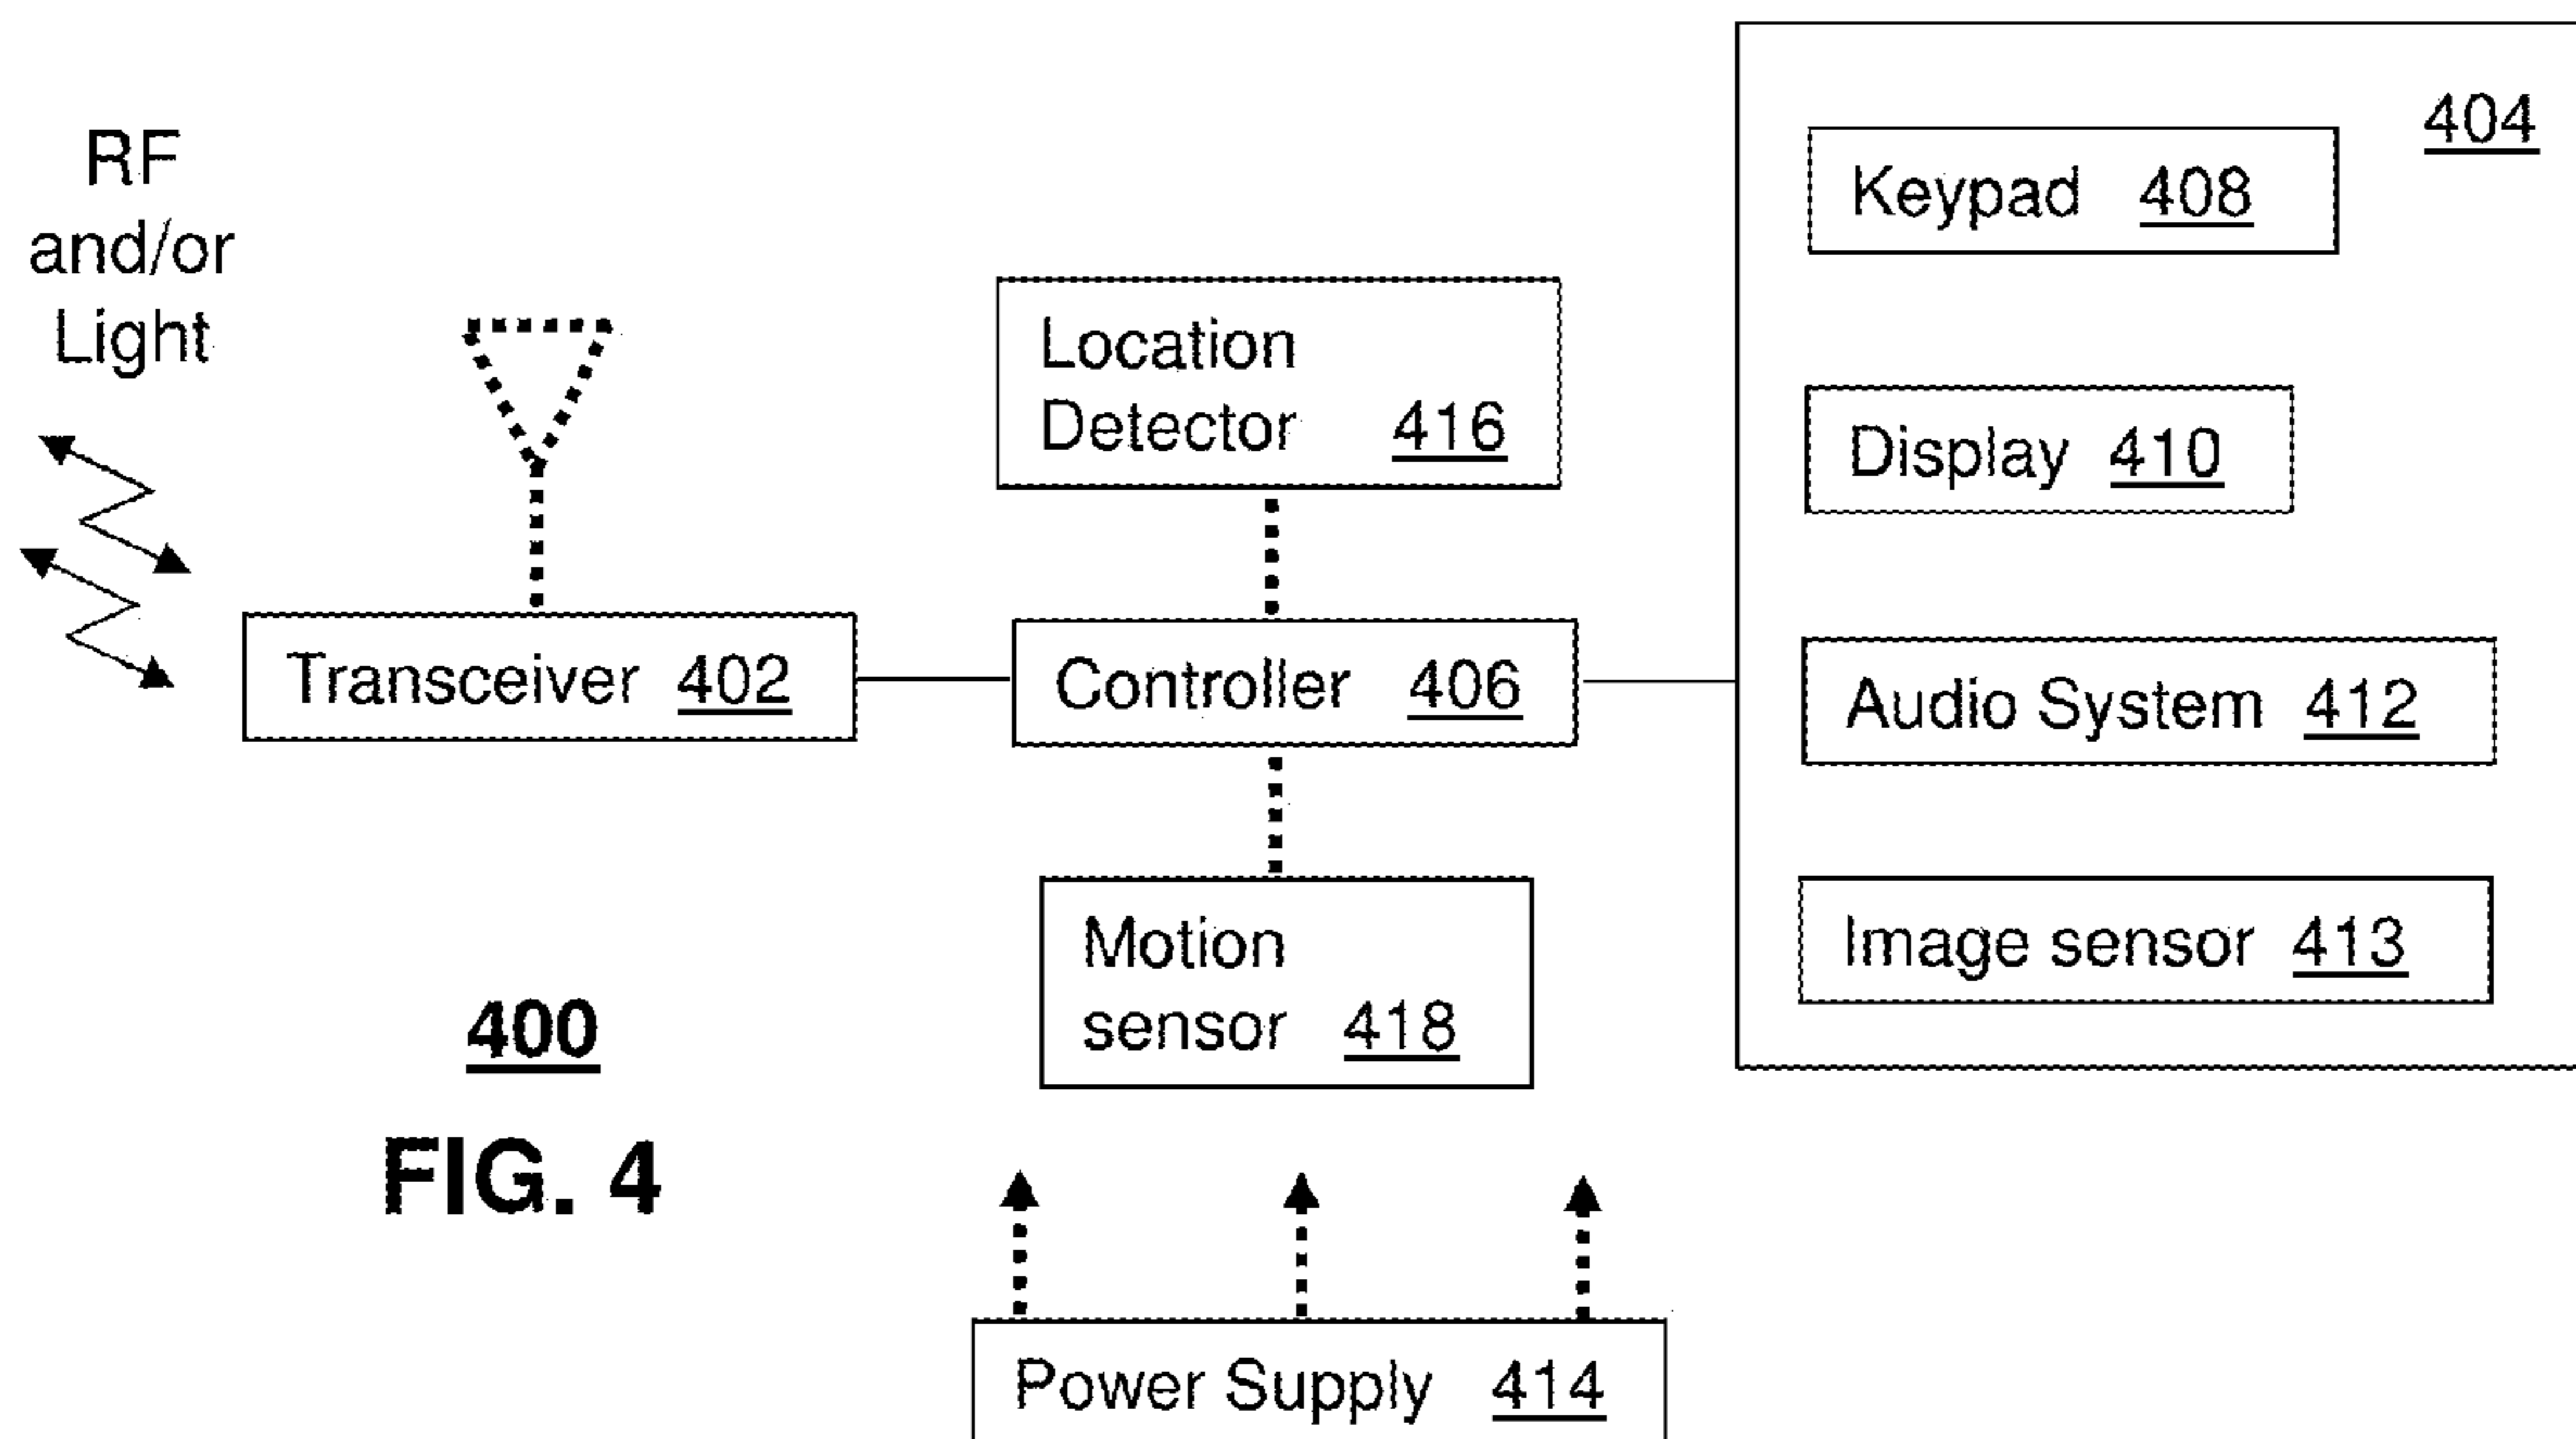 RF
and/or
Light
Transceiver 402
Location
Detector 416
Controller 406
Motion
sensor 418
Power Supply 414
404
Keypad 408
Display 410
Audio System 412
Image sensor 413
400
FIG. 4